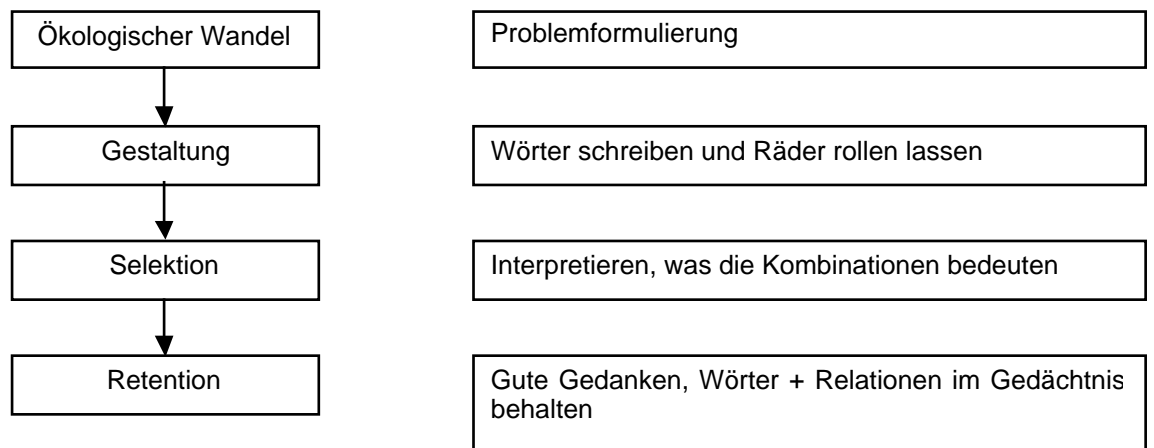 Ökologischer Wandel
Problemformulierung
Gestaltung
Wörter schreiben und Räder rollen lassen
Selektion
Interpretieren, was die Kombinationen bedeuten
Retention
Gute Gedanken, Wörter + Relationen im Gedächtnis
behalten